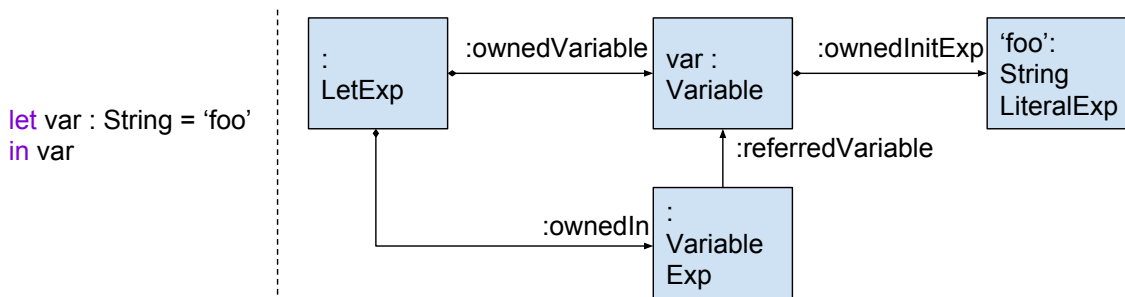 let var : String = ‘foo’
in var
:
LetExp
:ownedVariable
var :
Variable
:ownedInitExp
‘foo’:
String
LiteralExp
:referredVariable
:ownedIn
:
Variable
Exp